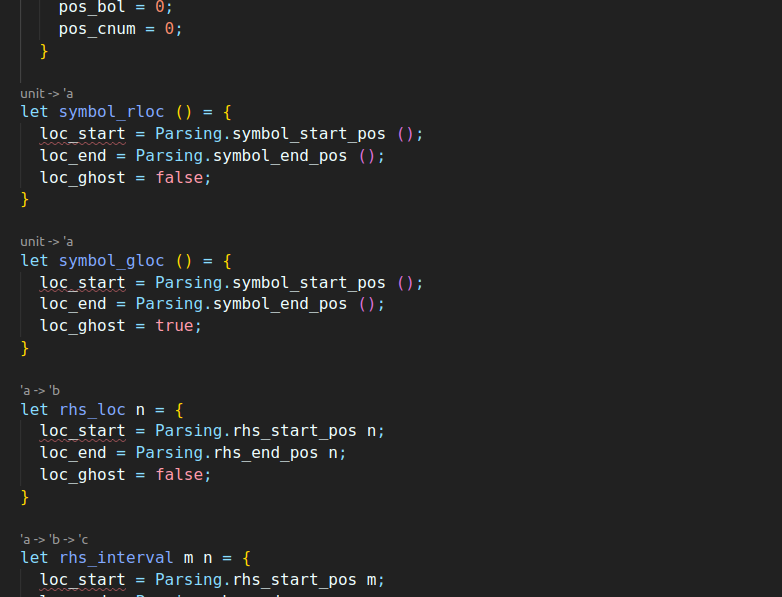 pos_bol = 0;
pos_cnum = 0;
}
unit -> 'a
let symbol_rloc () = {
loc_start = Parsing.symbol_start_pos ();
loc_end = Parsing.symbol_end_pos ();
loc_ghost = false;
}
unit -> 'a
let symbol_gloc () = {
loc_start = Parsing.symbol_start_pos ();
loc_end = Parsing.symbol_end_pos ();
loc_ghost = true;
}
'a -> 'b
let rhs_loc n = {
loc_start = Parsing.rhs_start_pos n;
loc_end = Parsing.rhs_end_pos n;
loc_ghost = false;
}
'a -> 'b -> 'c
let rhs_interval m n = {
loc_start = Parsing.rhs_start_pos m;